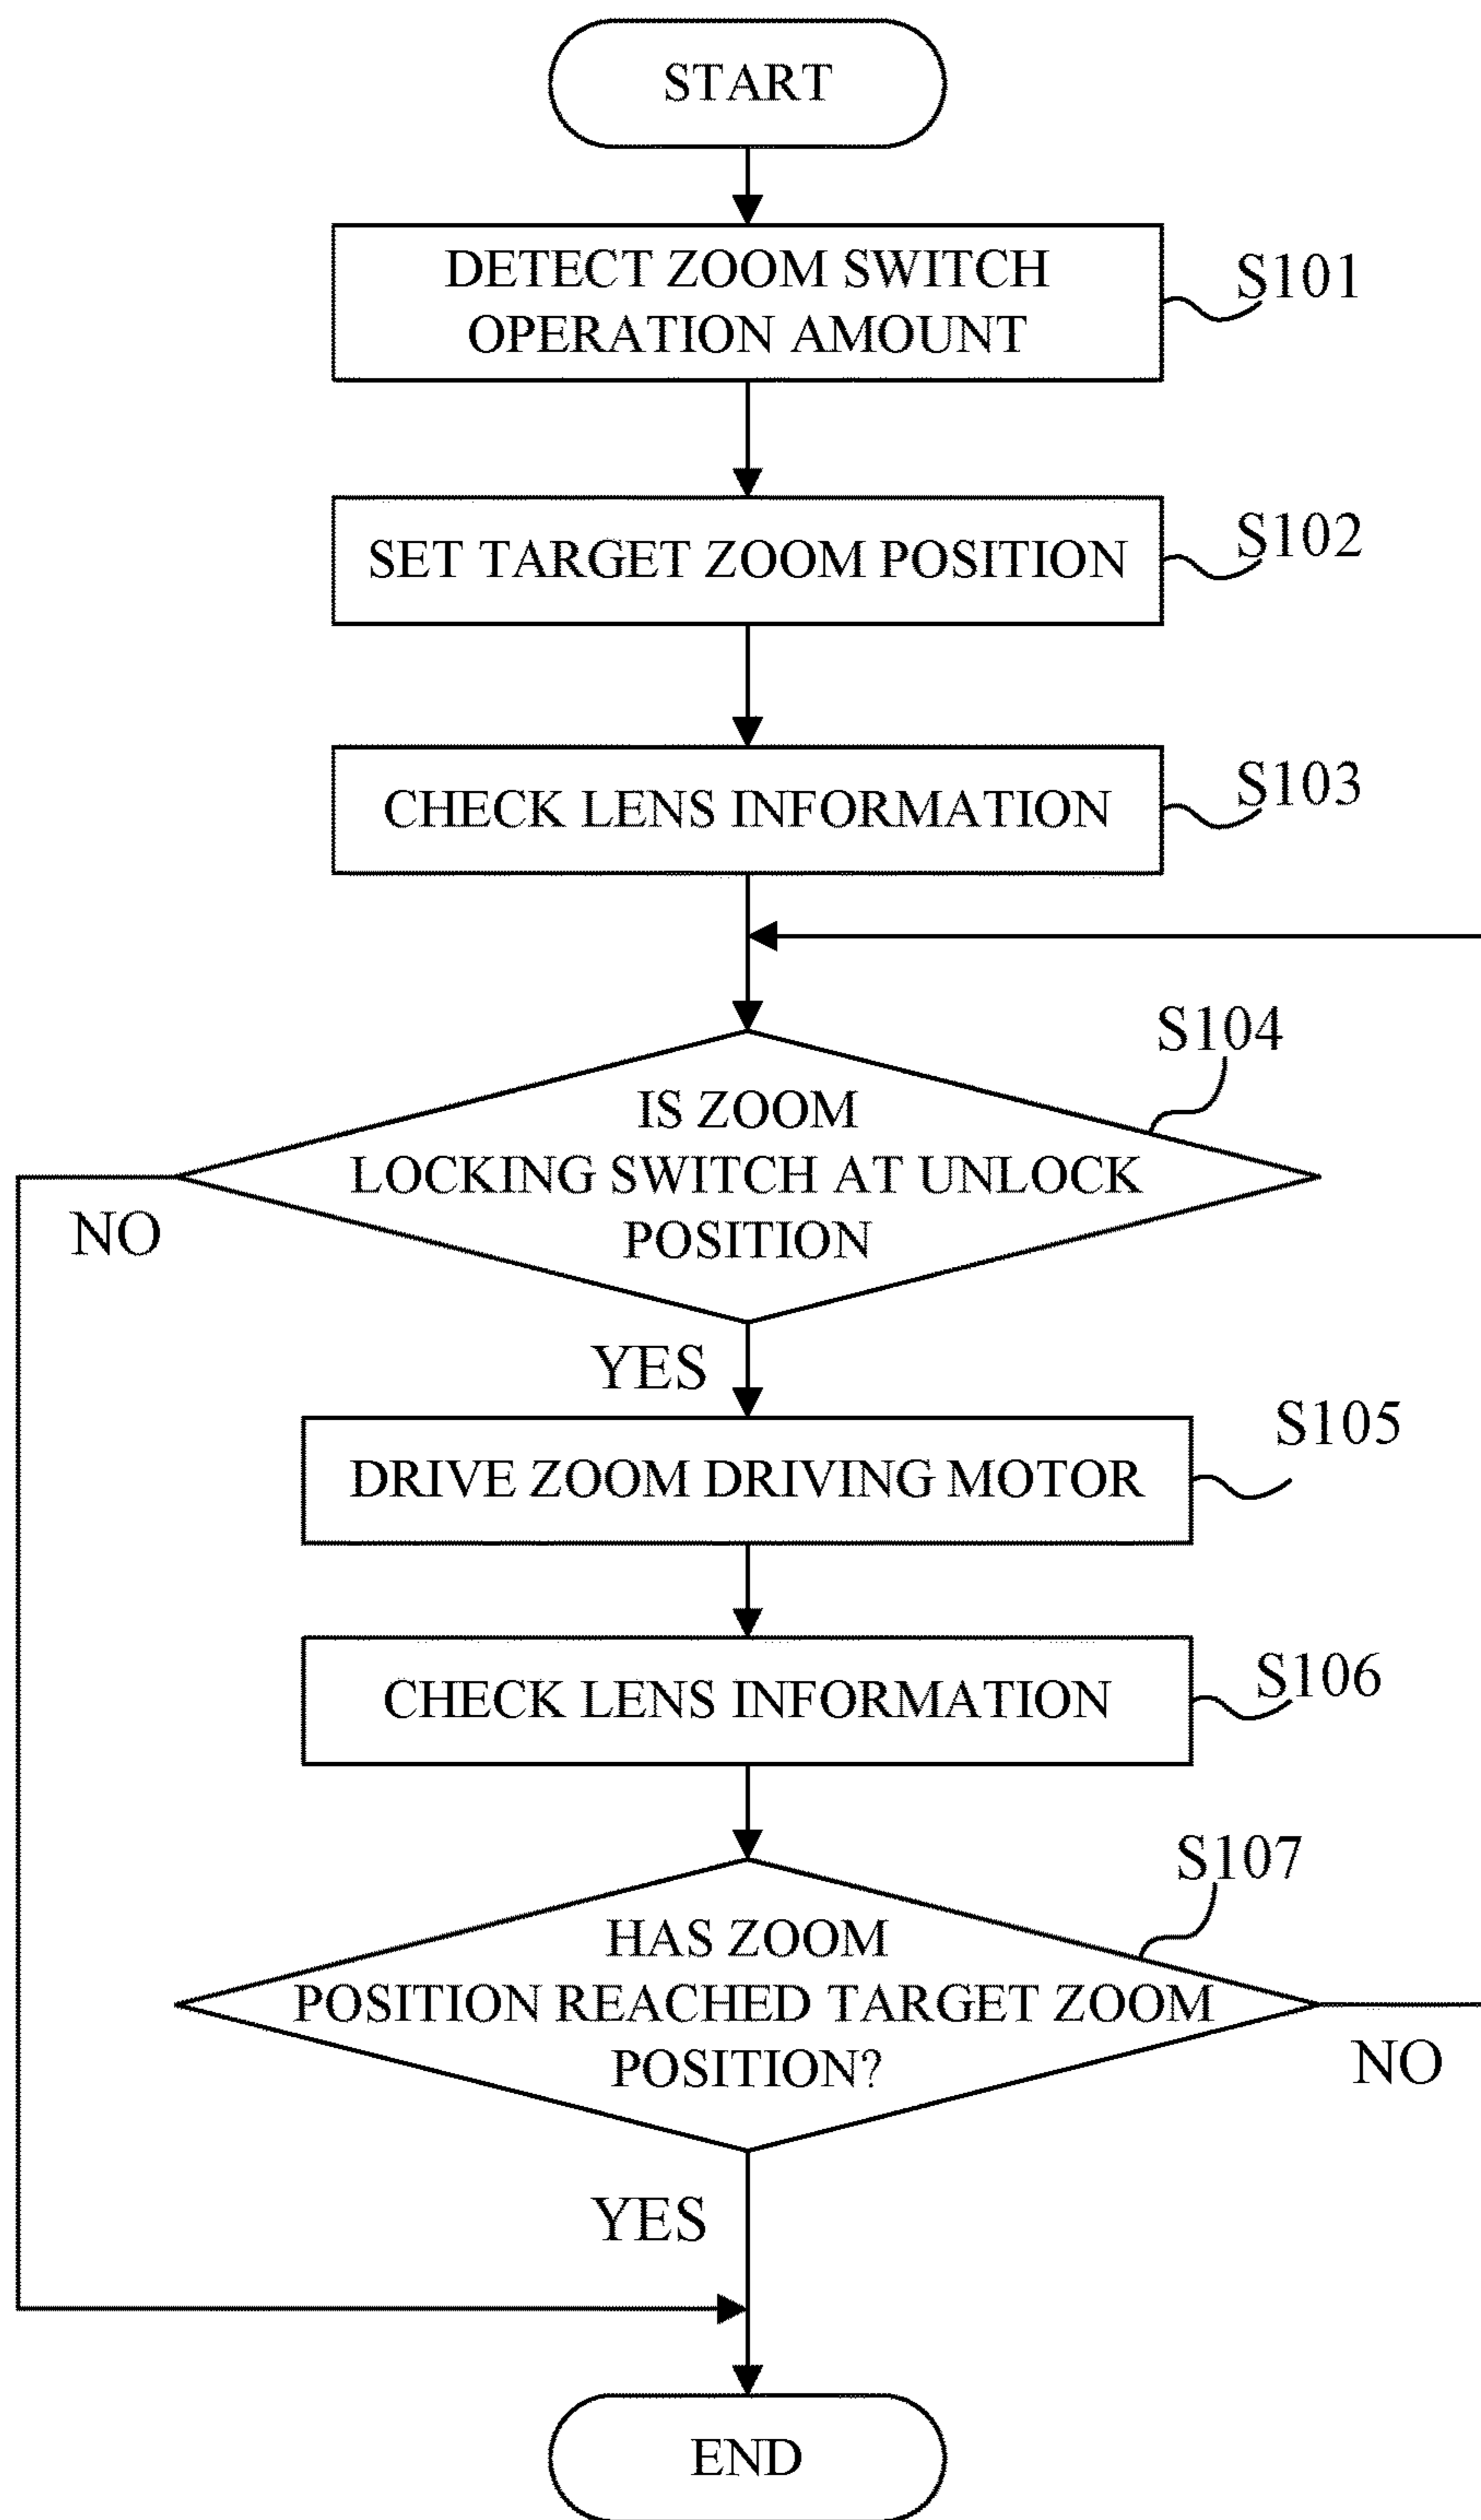 START
DETECT ZOOM SWITCH
OPERATION AMOUNT
S101
SET TARGET ZOOM POSITION
S102
CHECK LENS INFORMATION
S103
S104
IS ZOOM
LOCKING SWITCH AT UNLOCK
POSITION
NO
YES
DRIVE ZOOM DRIVING MOTOR
S105
CHECK LENS INFORMATION
S106
S107
HAS ZOOM
POSITION REACHED TARGET ZOOM
POSITION?
NO
YES
END